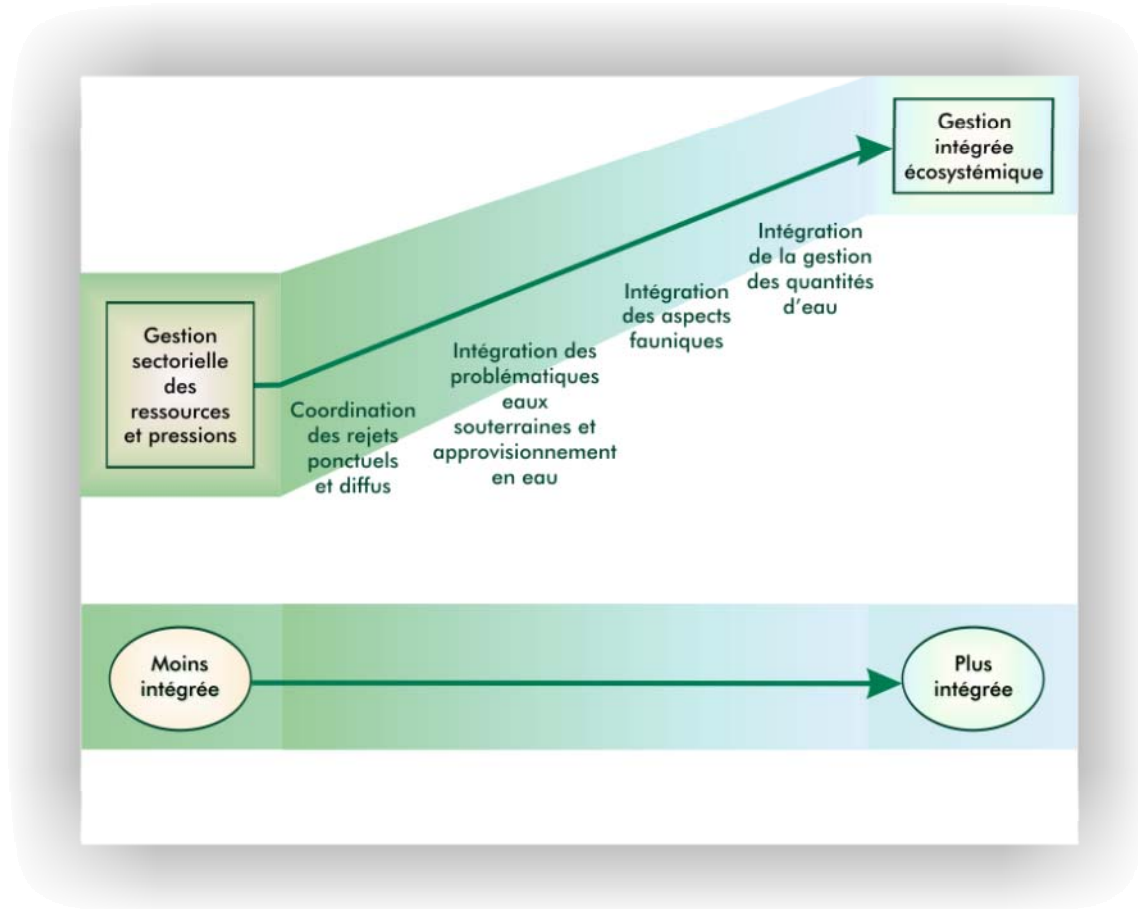 Gestion
intégrée
écosystémique
Intégration
de la gestion
des quantités
d'eau
Intégration
des aspects
fauniques
Gestion
sectorielle
des
ressources
et pressions
Intégration des
problématiques
eaux
souterraines et
approvisionnement
en eau
Coordination
des rejets
ponctuels
et diffus
Moins
intégrée
Plus
intégrée